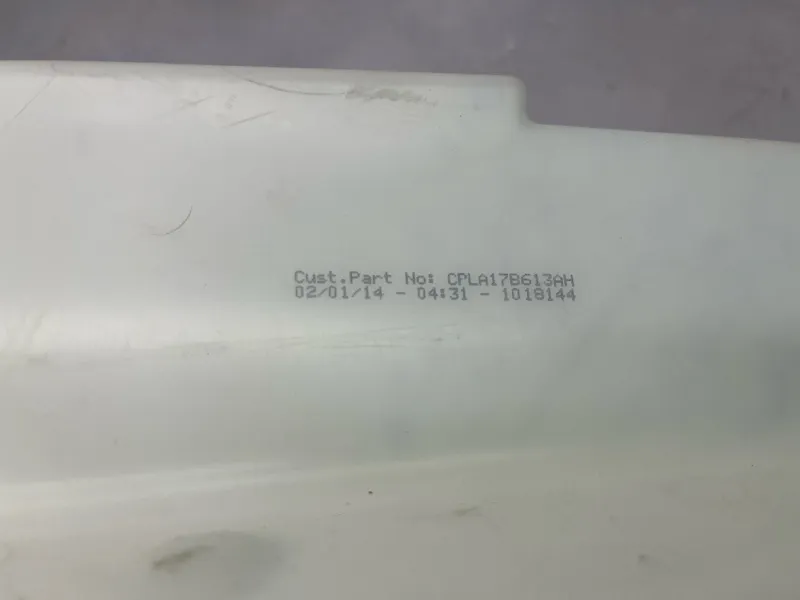 Cust.Part No: CPLA17B613AH
02/01/14 - 04:31 - 1018144